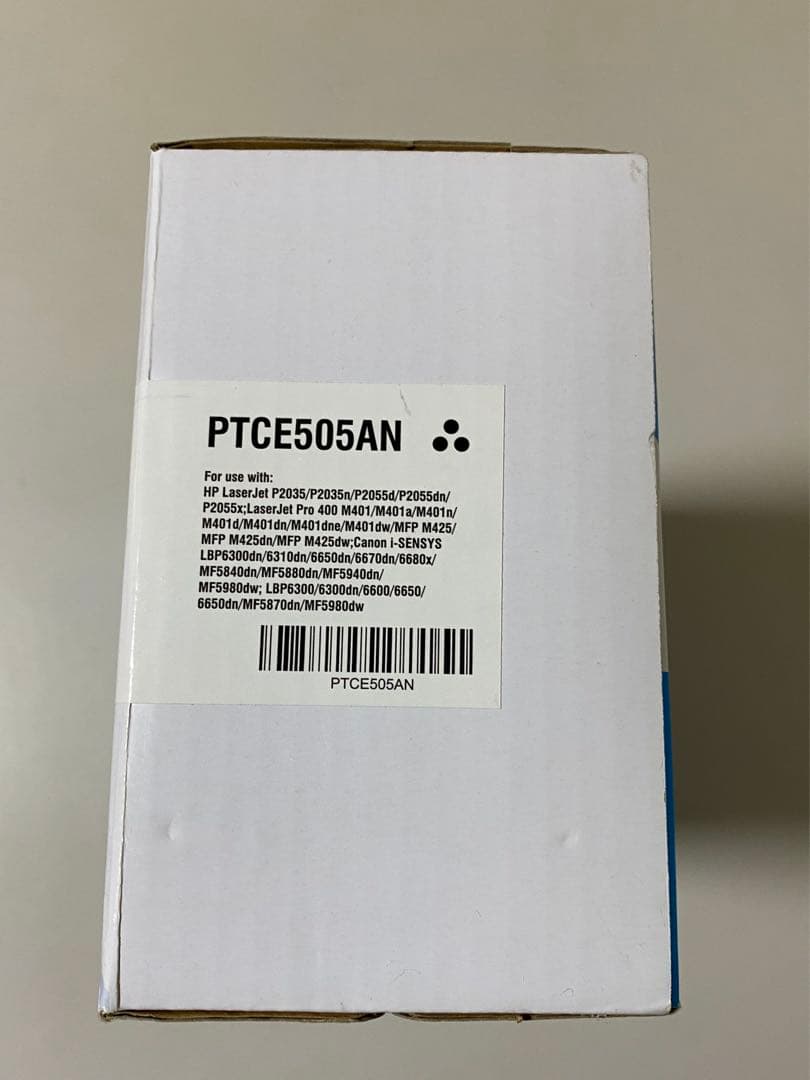 PTCE505AN
For use with:
HP LaserJet P2035/P2035n/P2055d/P2055dn/
P2055x;LaserJet Pro 400 M401/M401a/M401n/
M401d/M401dn/M401dne/M401dw/MFP M425/
MFP M425dn/MFP M425dw;Canon i-SENSYS
LBP6300dn/6310dn/6650dn/6670dn/6680x/
MF5840dn/MF5880dn/MF5940dn/
MF5980dw; LBP6300/6300dn/6600/6650/
6650dn/MF5870dn/MF5980dw
PTCE505AN